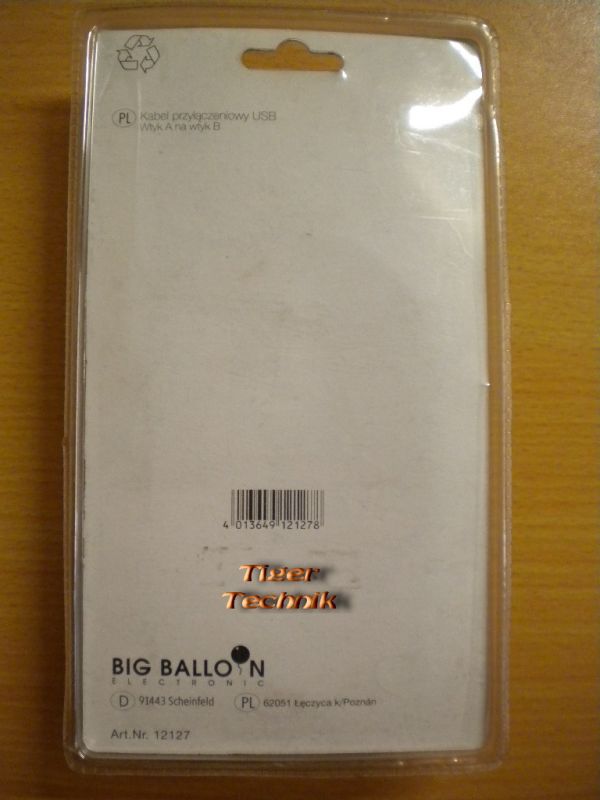 PL Kabel przyłączeniowy USB
Wtyk A na wtyk B
4 013649 121278
Tiger
Technik
BIG BALLOON
ELECTRONIC
D 91443 Scheinfeld PL 62051 Łęczyca k/Poznań
Art.Nr. 12127